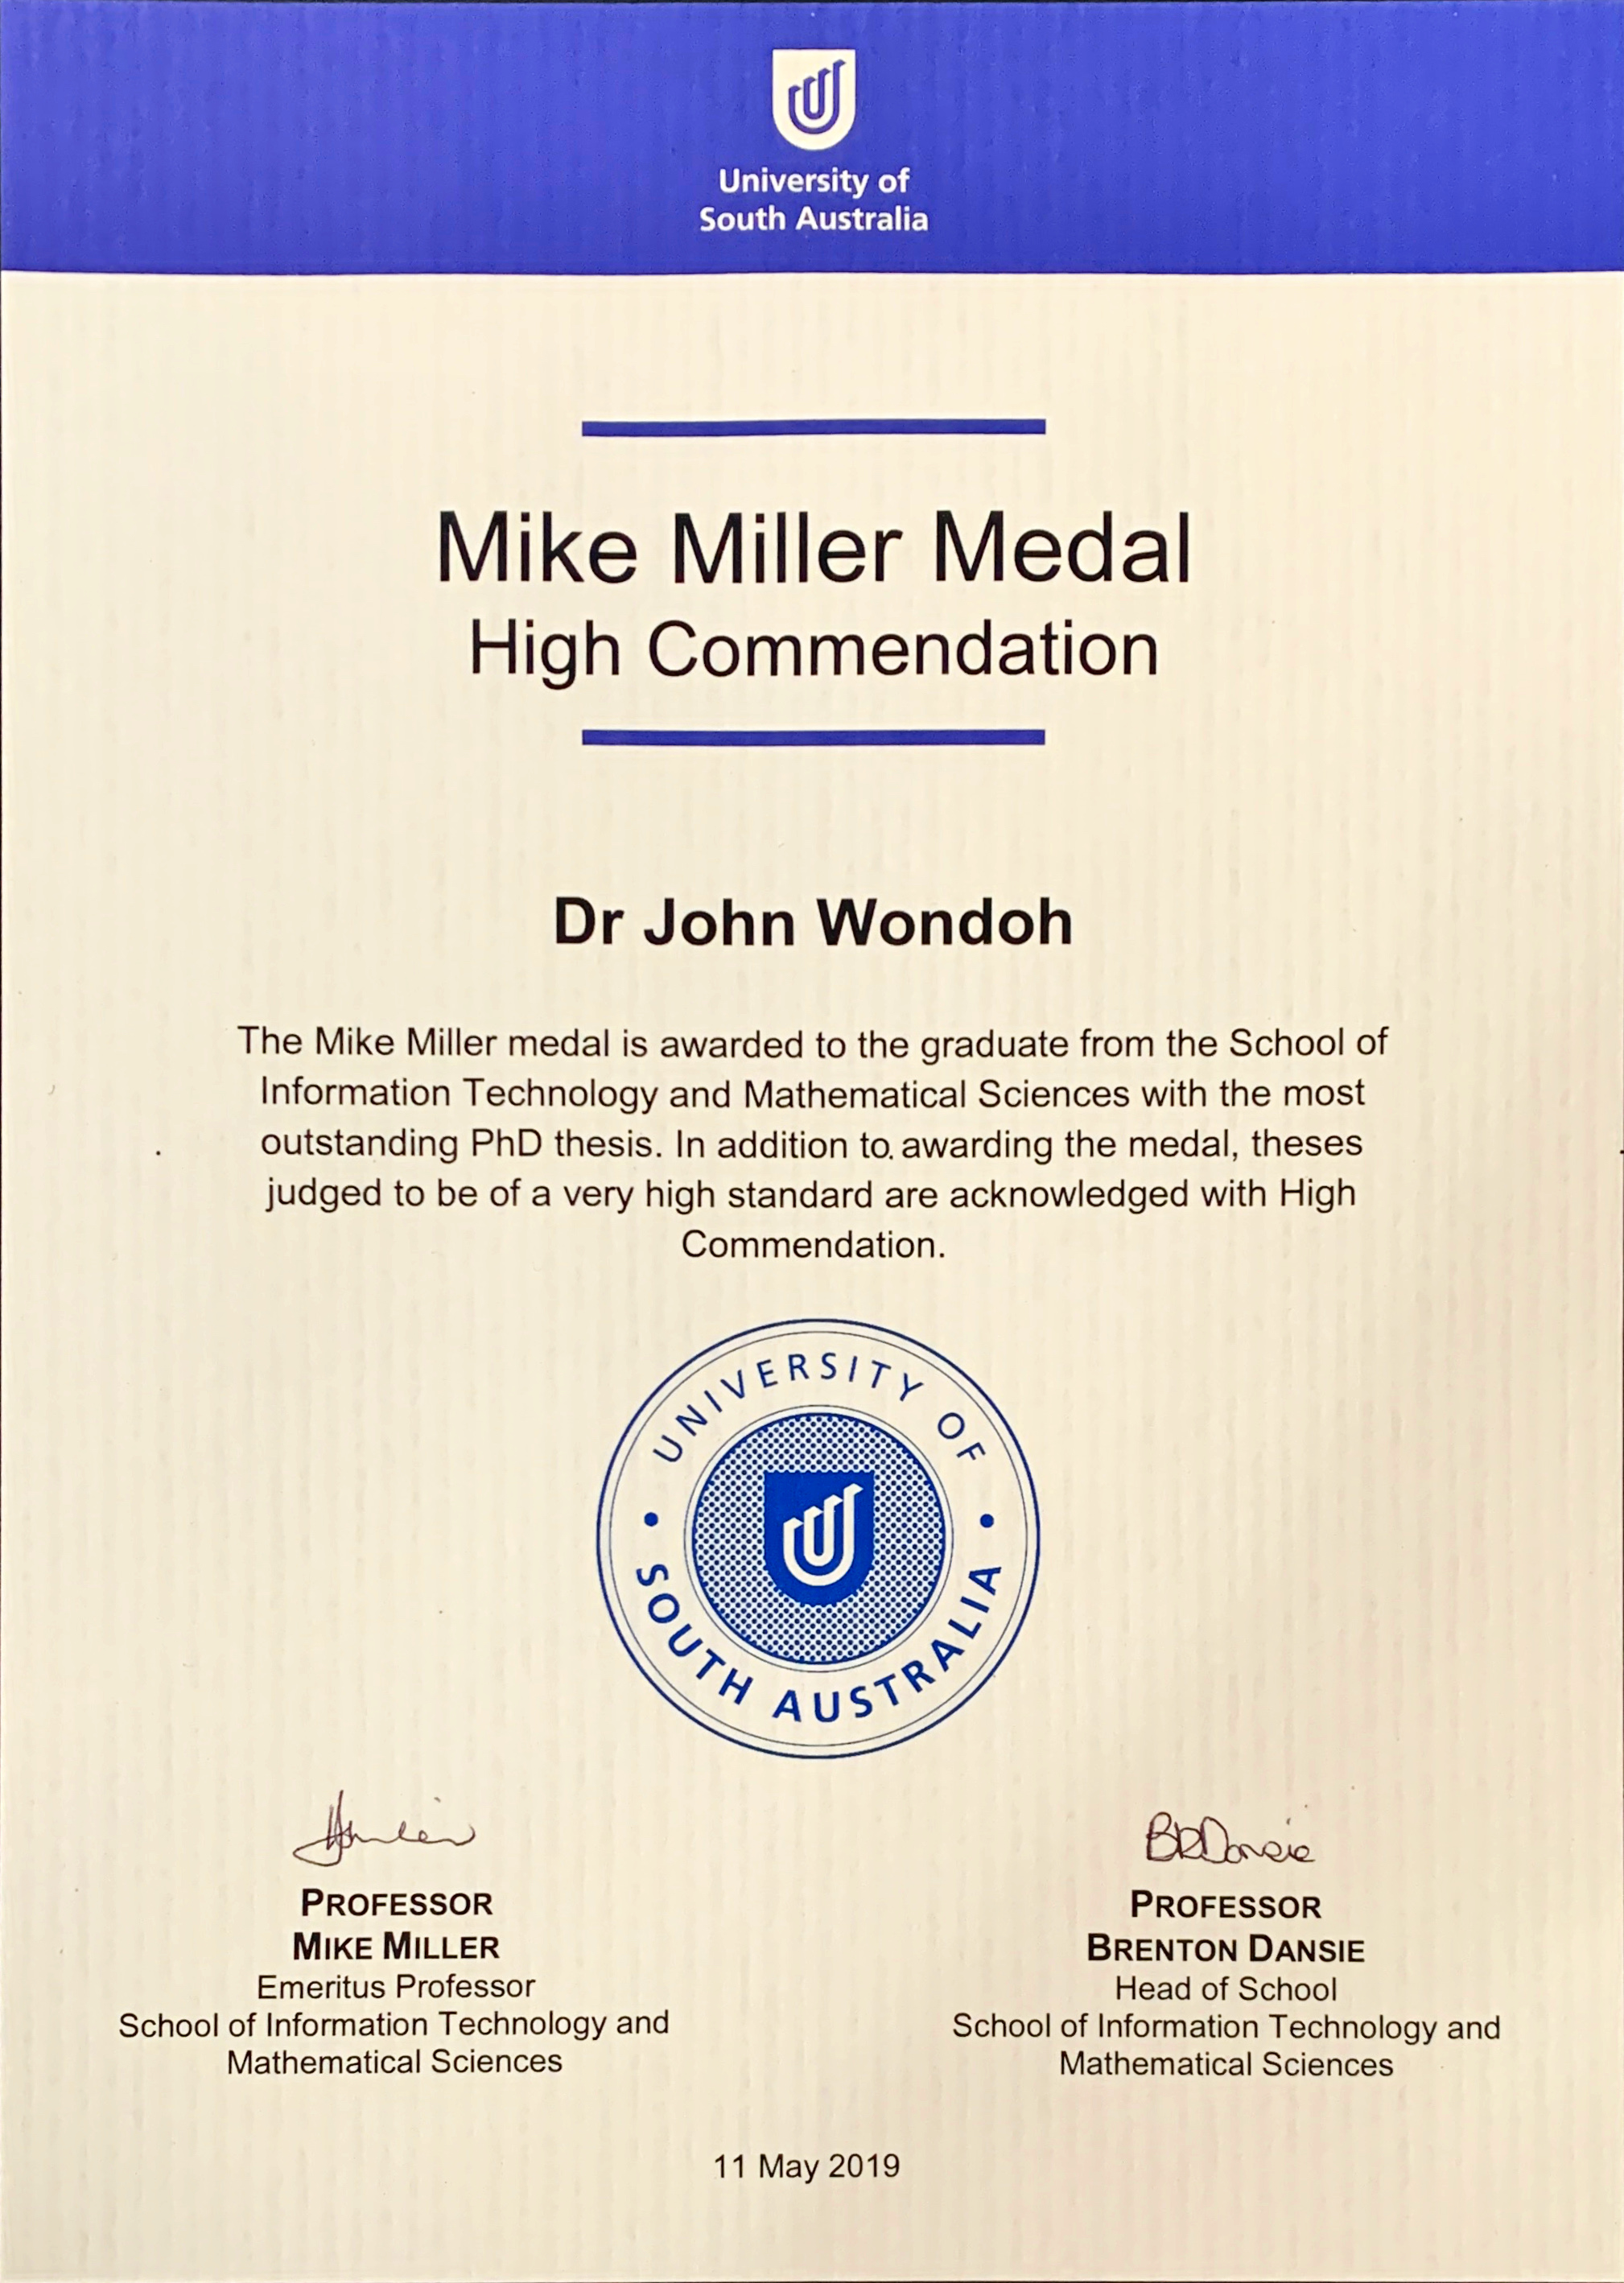 University of
South Australia
Mike Miller Medal
High Commendation
Dr John Wondoh
The Mike Miller medal is awarded to the graduate from the School of
Information Technology and Mathematical Sciences with the most
outstanding PhD thesis. In addition to awarding the medal, theses
judged to be of a very high standard are acknowledged with High
Commendation.
UNIVERSITY OF
• SOUTH AUSTRALIA •
BRDansie
PROFESSOR
MIKE MILLER
Emeritus Professor
School of Information Technology and
Mathematical Sciences
PROFESSOR
BRENTON DANSIE
Head of School
School of Information Technology and
Mathematical Sciences
11 May 2019